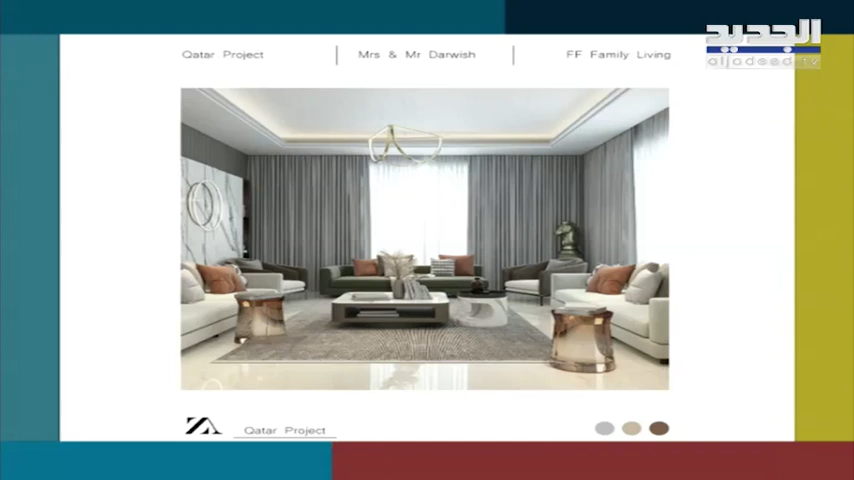 الجديد
aljadeed.tv
Qatar Project
Mrs & Mr Darwish
FF Family Living
ZA
Qatar Project